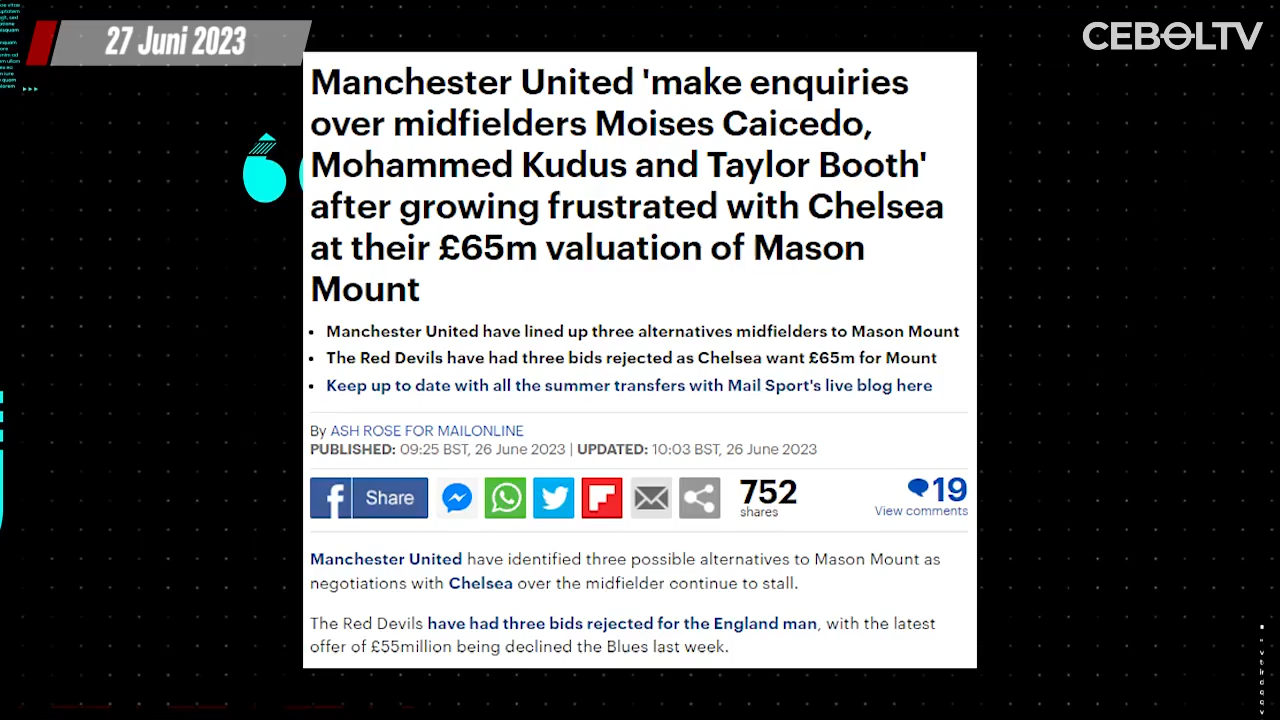 27 Juni 2023
CEBOLTV
Manchester United 'make enquiries
over midfielders Moises Caicedo,
Mohammed Kudus and Taylor Booth'
after growing frustrated with Chelsea
at their £65m valuation of Mason
Mount
• Manchester United have lined up three alternatives midfielders to Mason Mount
• The Red Devils have had three bids rejected as Chelsea want £65m for Mount
• Keep up to date with all the summer transfers with Mail Sport's live blog here
By ASH ROSE FOR MAILONLINE
PUBLISHED: 09:25 BST, 26 June 2023 | UPDATED: 10:03 BST, 26 June 2023
f Share
752
shares
19
View comments
Manchester United have identified three possible alternatives to Mason Mount as
negotiations with Chelsea over the midfielder continue to stall.
The Red Devils have had three bids rejected for the England man, with the latest
offer of £55million being declined the Blues last week.